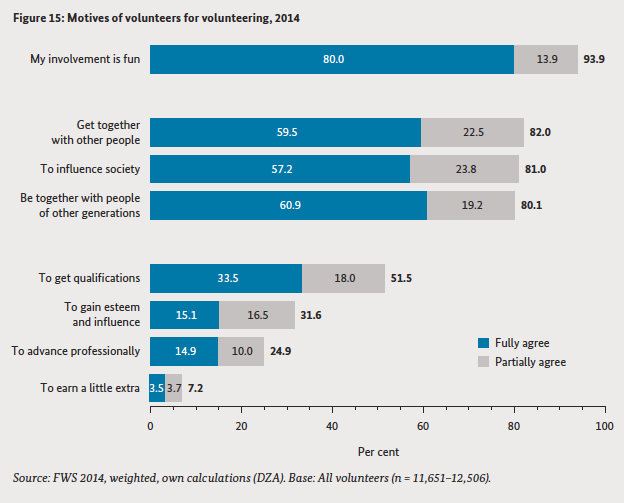 Figure 15: Motives of volunteers for volunteering, 2014
My involvement is fun
80.0
13.9
93.9
Get together
with other people
59.5
22.5
82.0
To influence society
57.2
23.8
81.0
Be together with people
of other generations
60.9
19.2
80.1
To get qualifications
33.5
18.0
51.5
To gain esteem
and influence
15.1
16.5
31.6
To advance professionally
14.9
10.0
24.9
To earn a little extra
3.5
3.7
7.2
Fully agree
Partially agree
0
20
40
60
80
100
Per cent
Source: FWS 2014, weighted, own calculations (DZA). Base: All volunteers (n = 11,651–12,506).